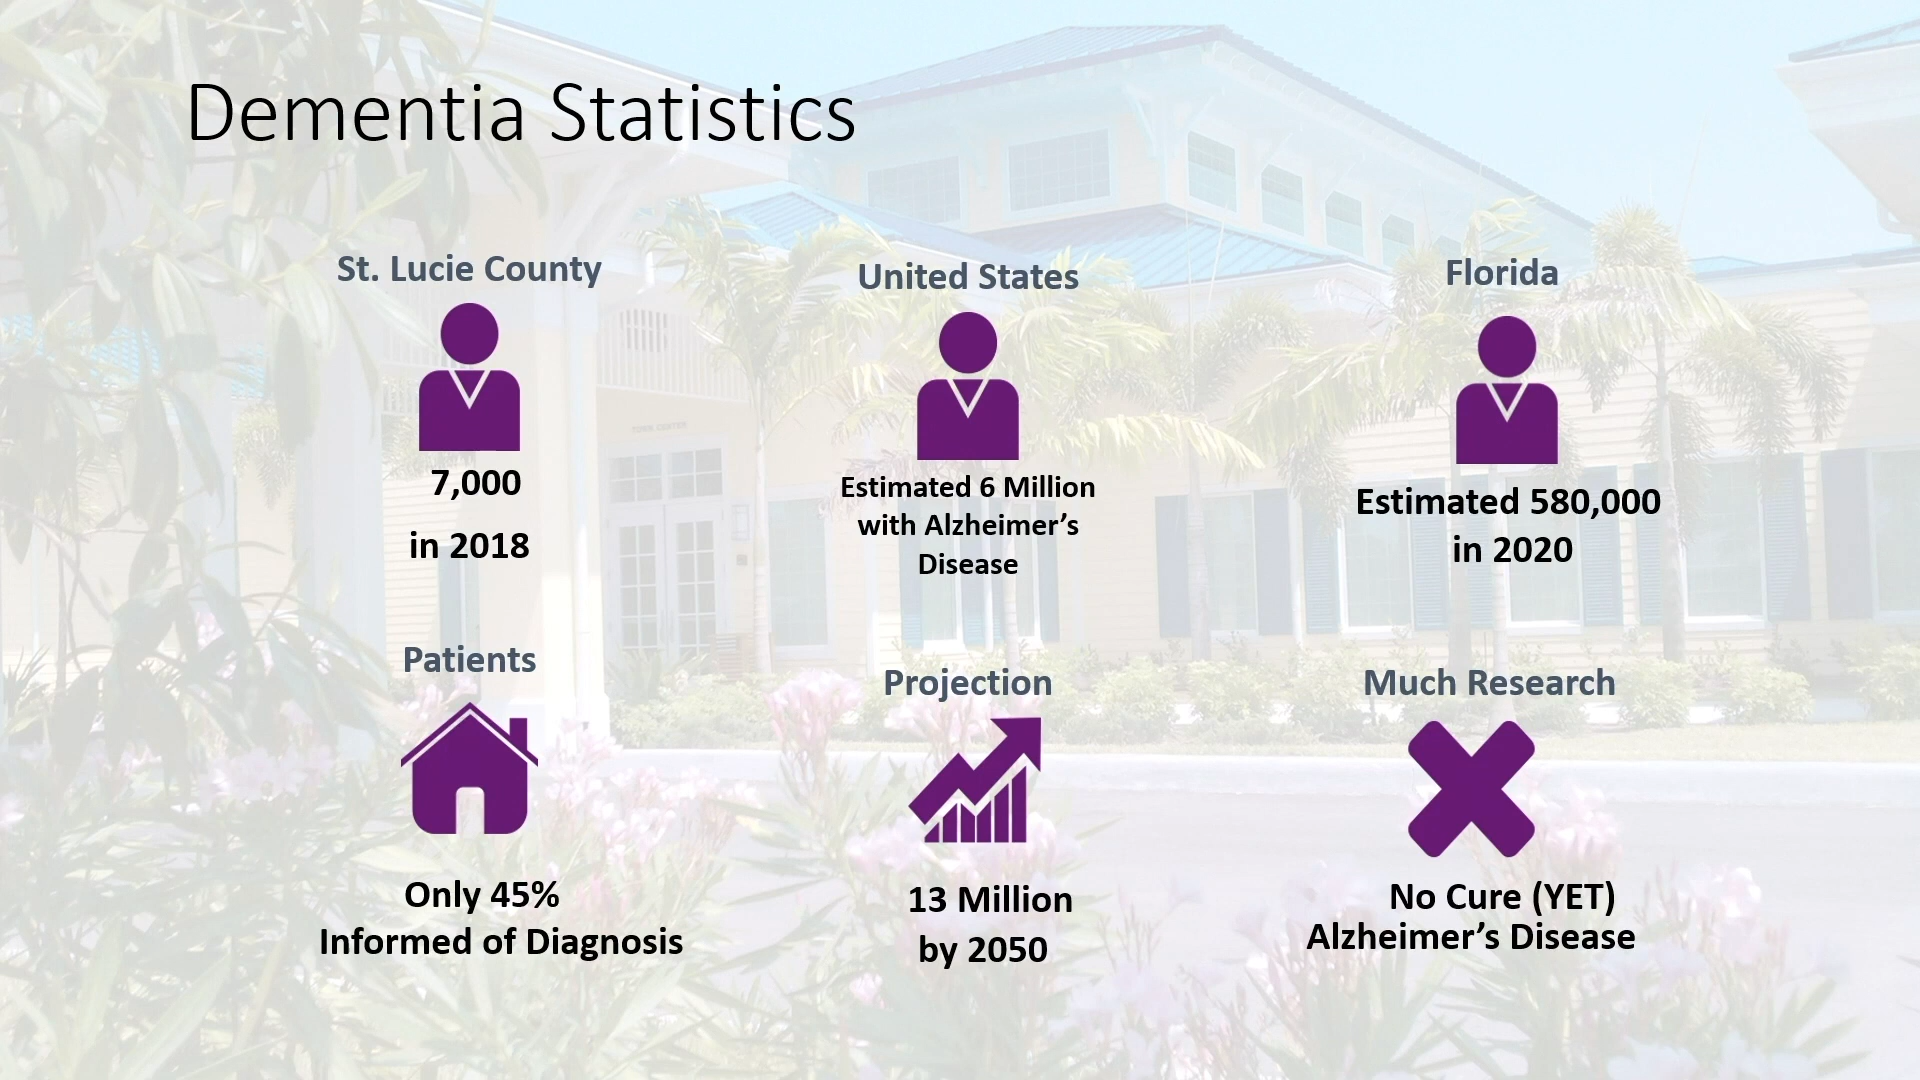 Dementia Statistics
St. Lucie County
7,000
in 2018
United States
Estimated 6 Million
with Alzheimer’s
Disease
Florida
Estimated 580,000
in 2020
Patients
Only 45%
Informed of Diagnosis
Projection
13 Million
by 2050
Much Research
No Cure (YET)
Alzheimer’s Disease